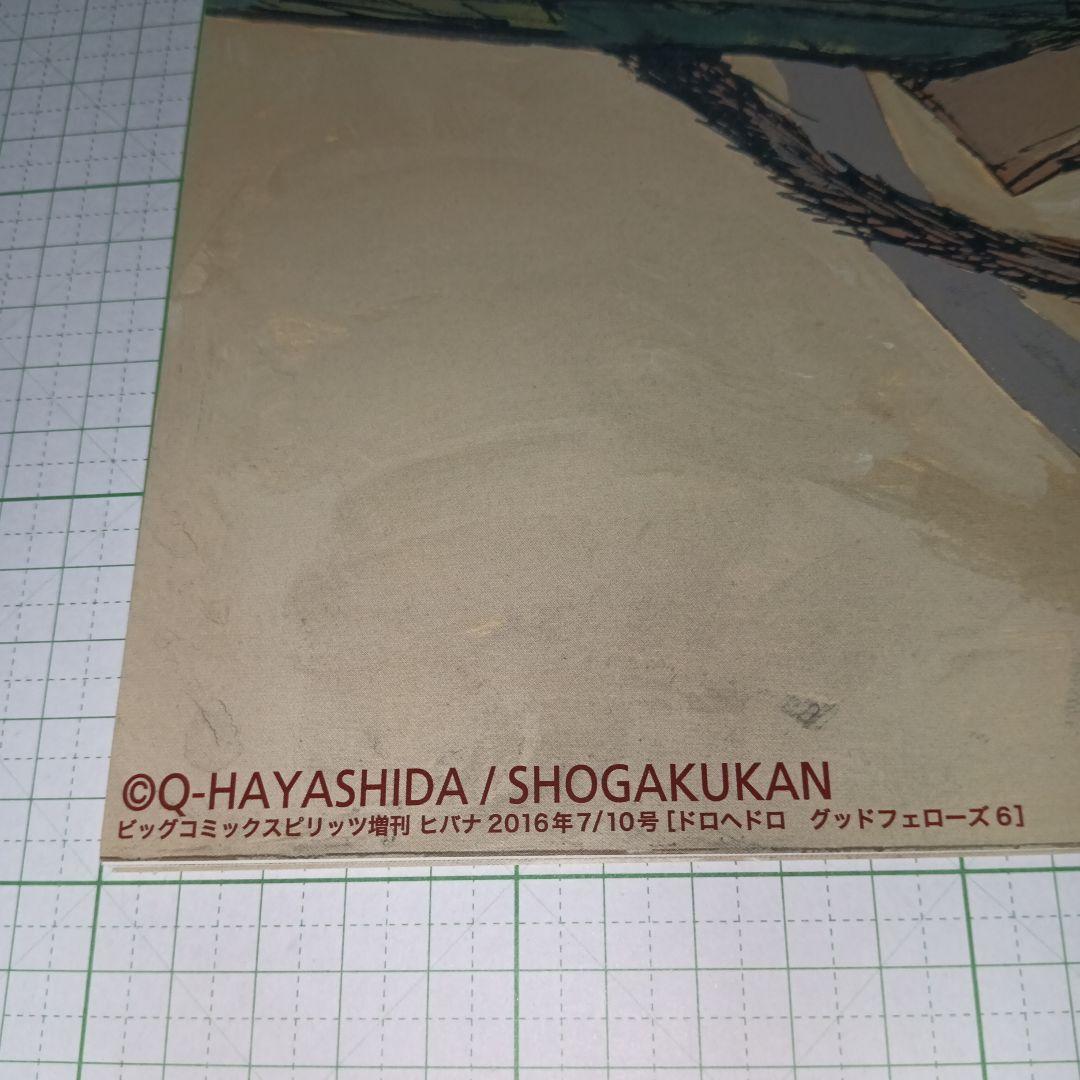 ©Q-HAYASHIDA / SHOGAKUKAN
ビッグコミックスピリッツ増刊 ヒバナ 2016年7/10号 [ドロヘドロ　グッドフェローズ 6]